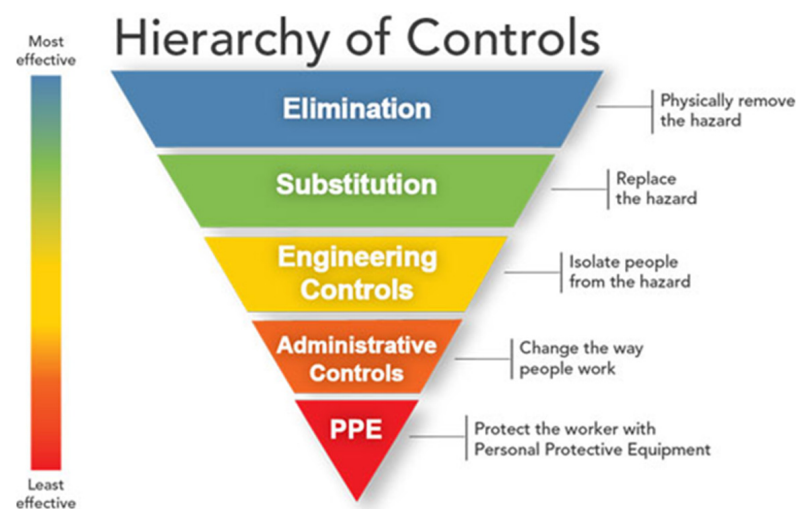 Hierarchy of Controls
Most
effective
Elimination
Physically remove
the hazard
Substitution
Replace
the hazard
Engineering
Controls
Isolate people
from the hazard
Administrative
Controls
Change the way
people work
PPE
Protect the worker with
Personal Protective Equipment
Least
effective